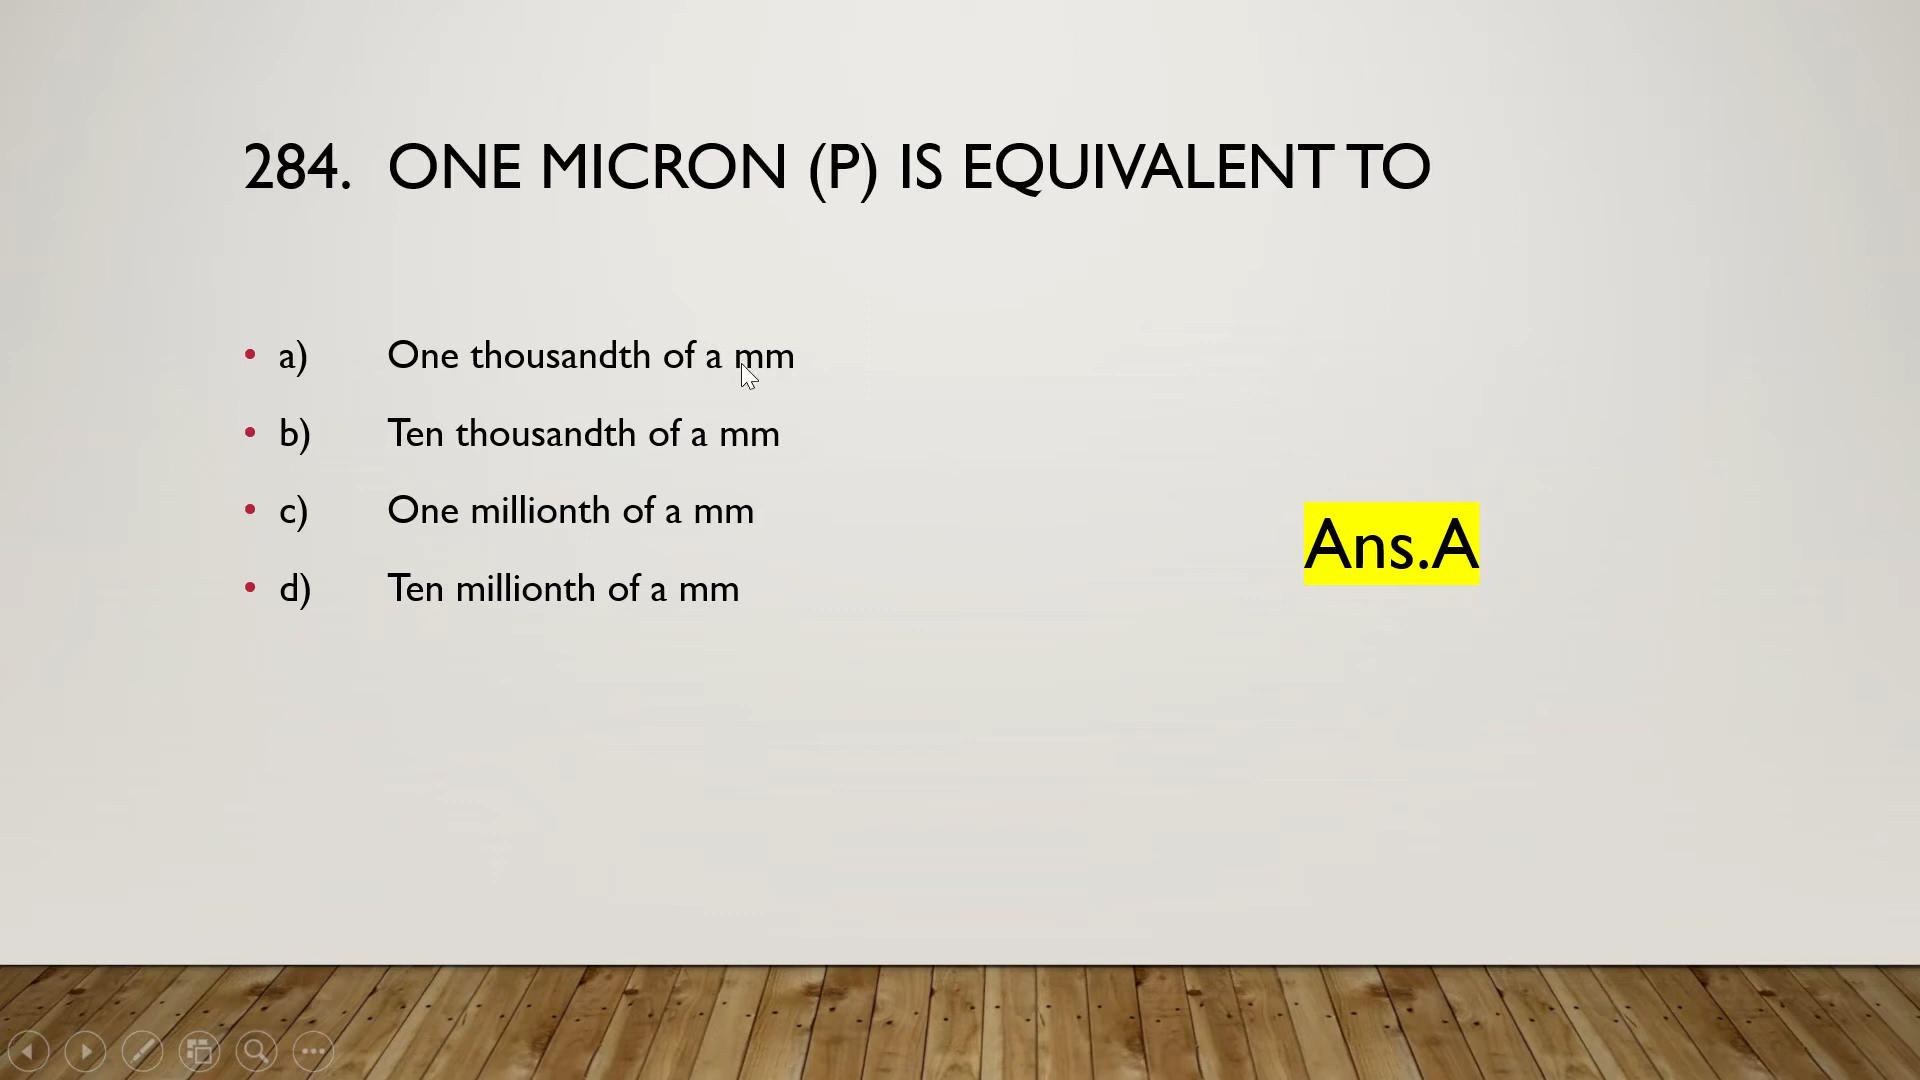 284. ONE MICRON (P) IS EQUIVALENT TO
• a) One thousandth of a mm
• b) Ten thousandth of a mm
• c) One millionth of a mm
• d) Ten millionth of a mm
Ans.A